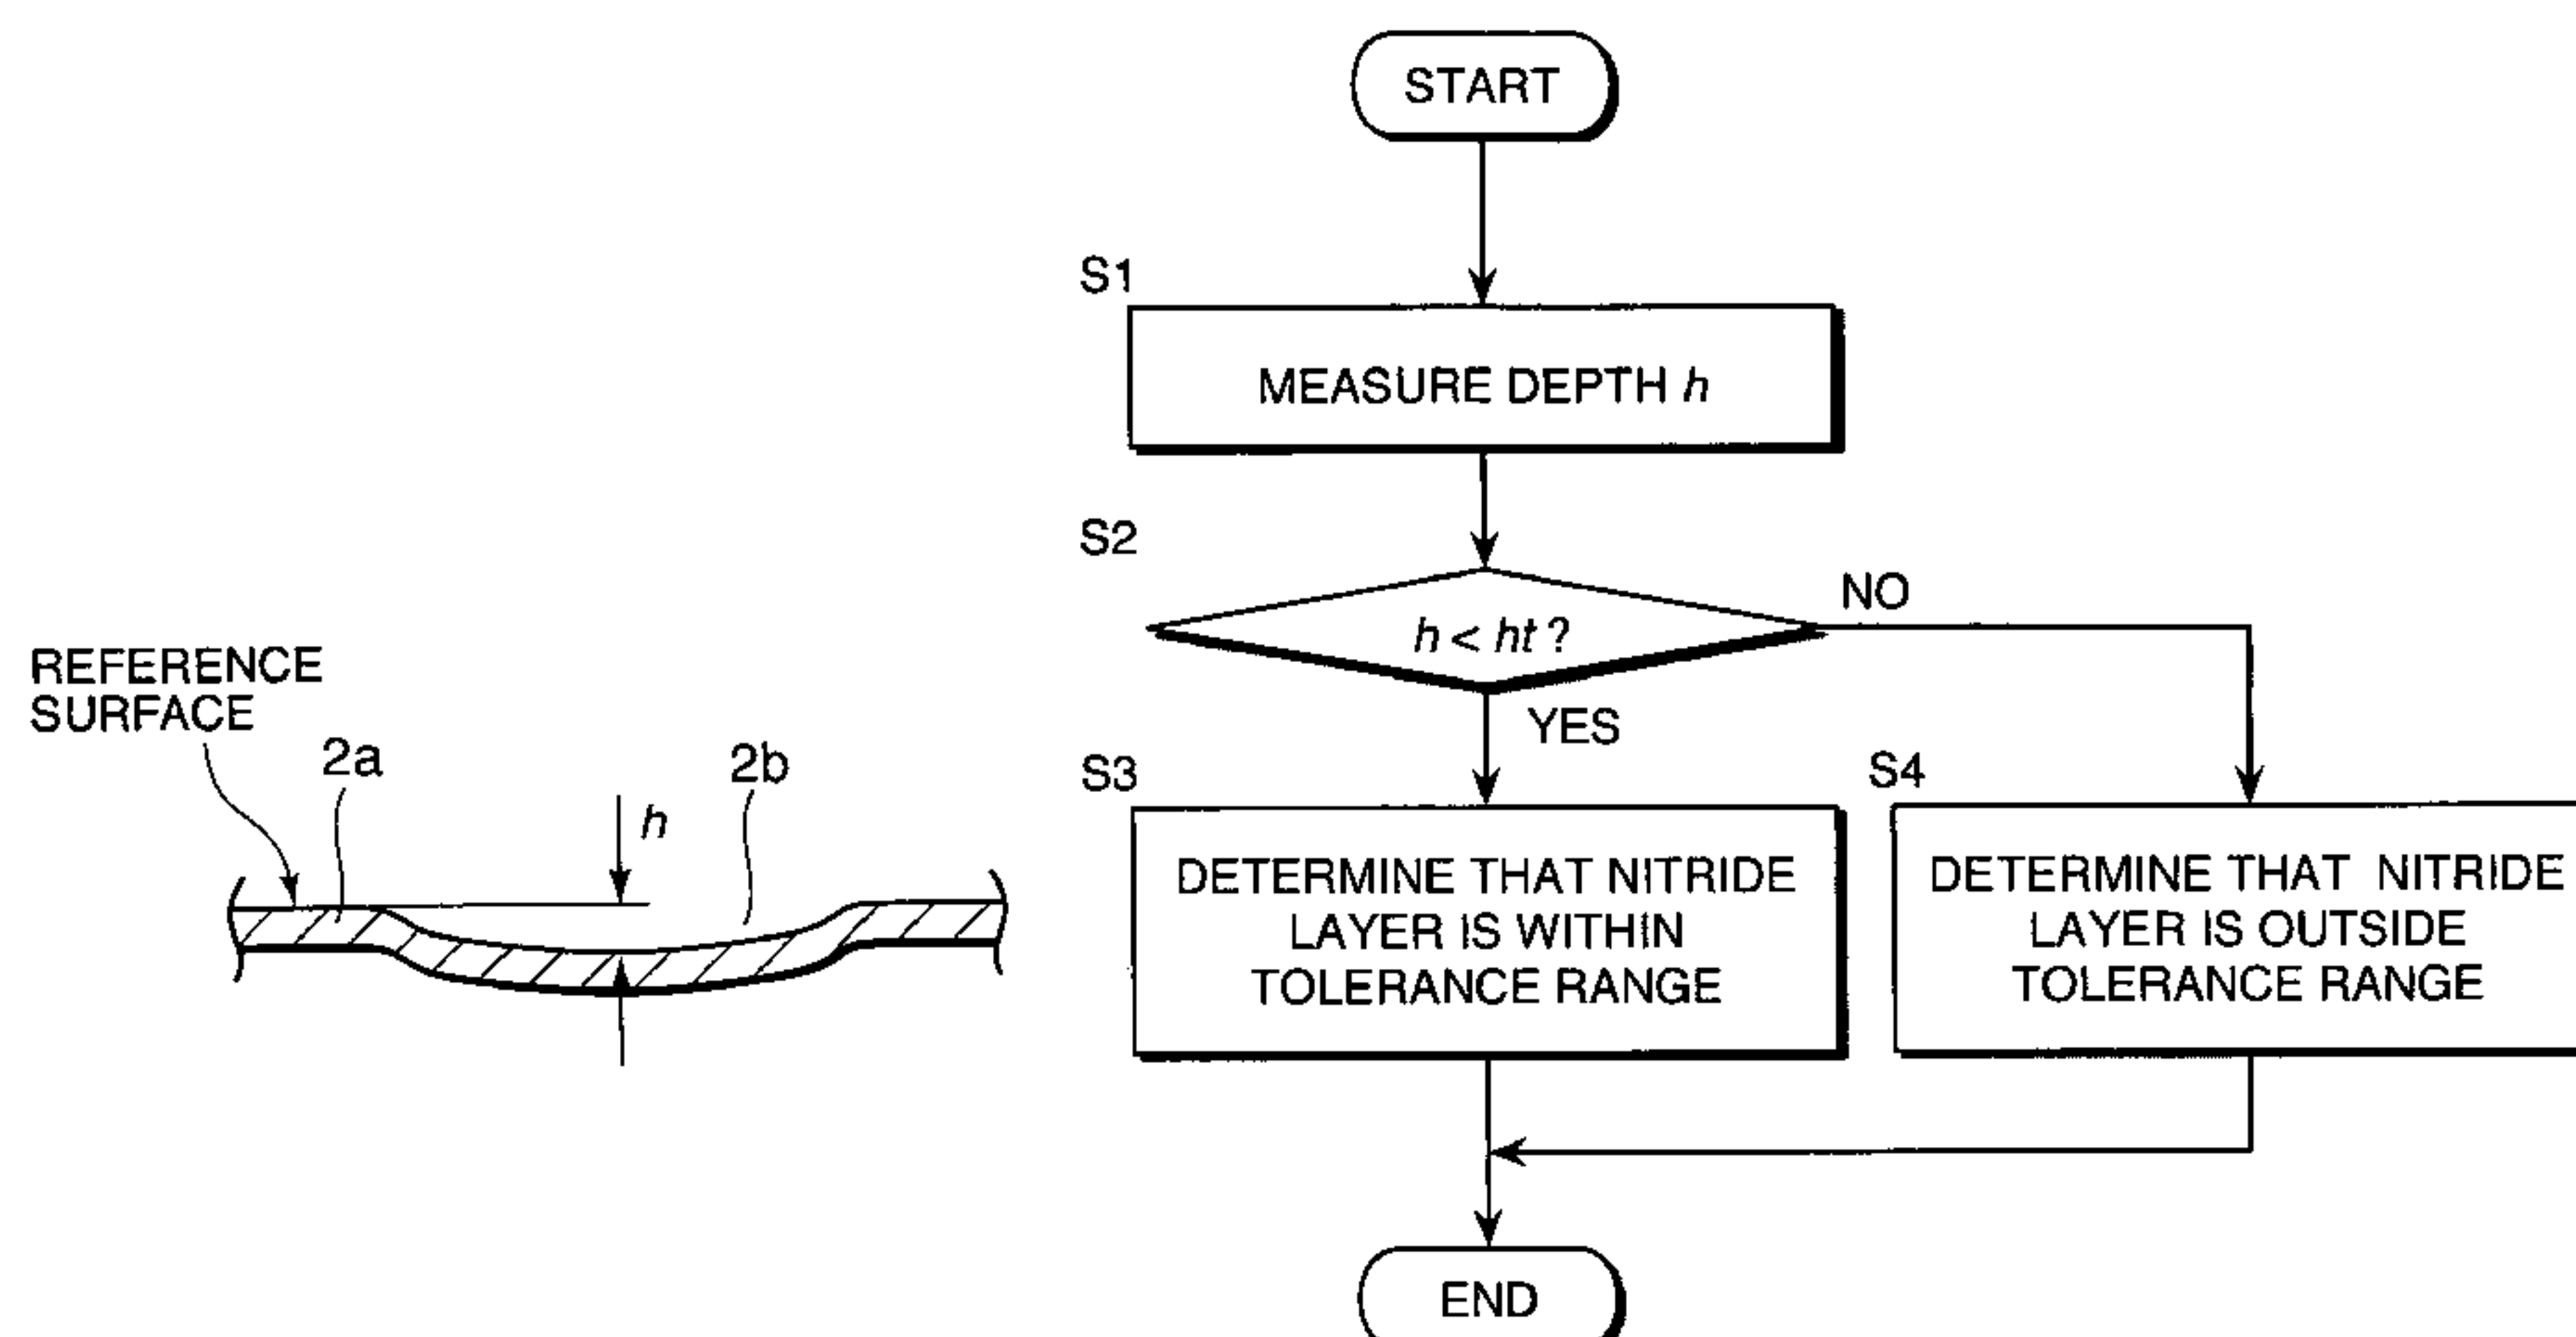 REFERENCE
SURFACE
2a
h
2b
START
S1
MEASURE DEPTH h
S2
h < ht ?
NO
YES
S3
DETERMINE THAT NITRIDE
LAYER IS WITHIN
TOLERANCE RANGE
S4
DETERMINE THAT NITRIDE
LAYER IS OUTSIDE
TOLERANCE RANGE
END